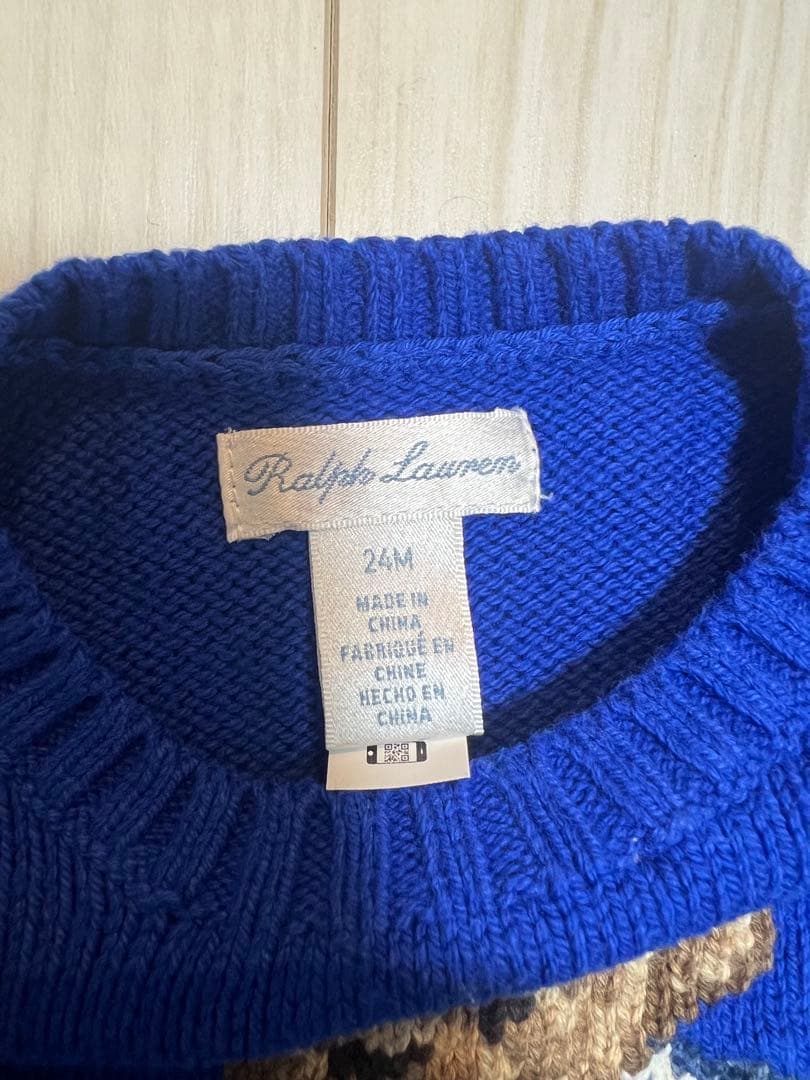 Ralph Lauren
24M
MADE IN
CHINA
FABRIQUÉ EN
CHINE
HECHO EN
CHINA